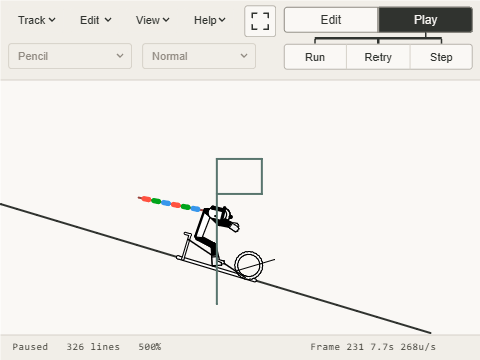 Track Edit View Help Edit Play
Pencil Normal Run Retry Step
Paused 326 lines 500% Frame 231 7.7s 268u/s